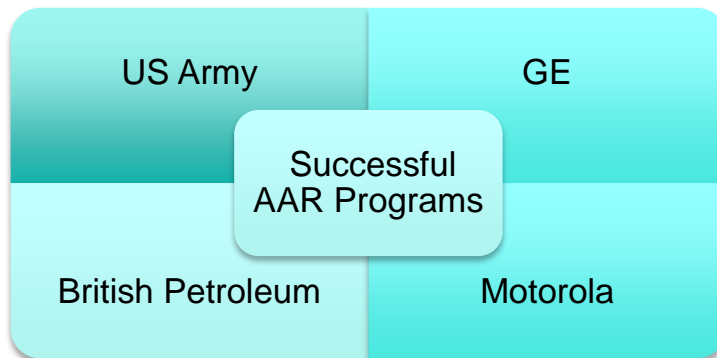 US Army
GE
Successful
AAR Programs
British Petroleum
Motorola